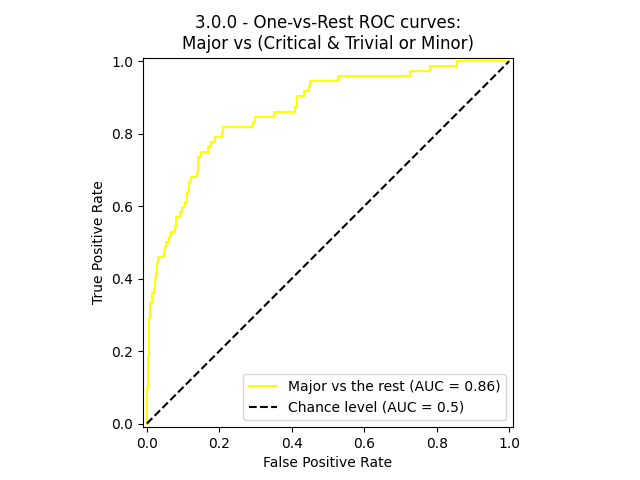 3.0.0 - One-vs-Rest ROC curves:
Major vs (Critical & Trivial or Minor)
1.0
0.8
0.6
0.4
0.2
0.0
True Positive Rate
Major vs the rest (AUC = 0.86)
Chance level (AUC = 0.5)
0.0 0.2 0.4 0.6 0.8 1.0
False Positive Rate